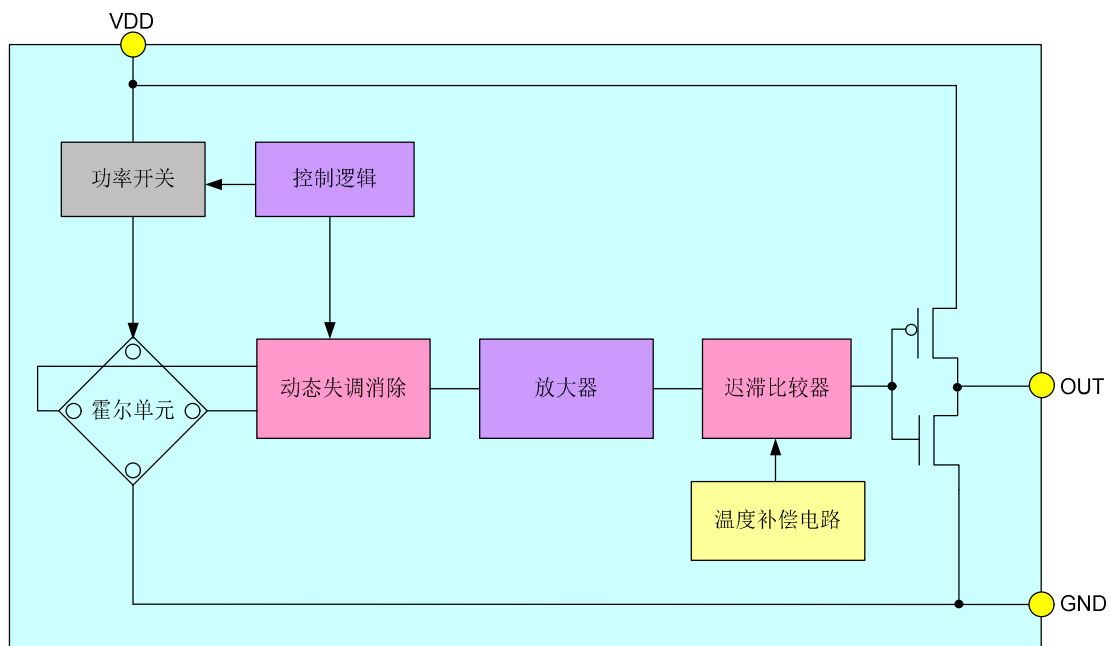 VDD
功率开关
控制逻辑
霍尔单元
动态失调消除
放大器
迟滞比较器
OUT
温度补偿电路
GND